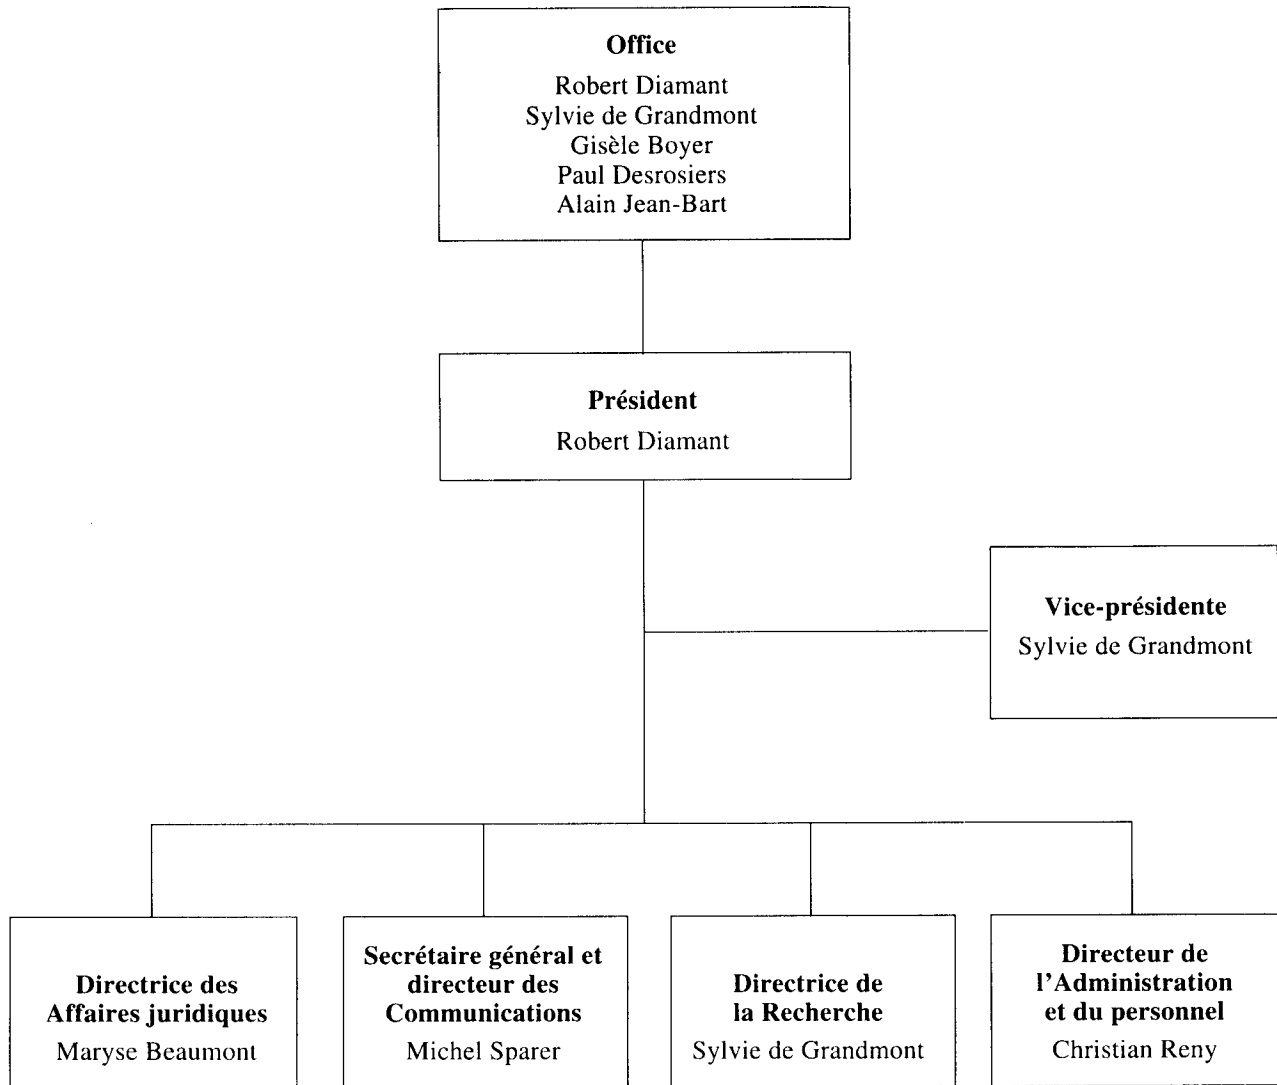 Office
Robert Diamant
Sylvie de Grandmont
Gisèle Boyer
Paul Desrosiers
Alain Jean-Bart
Président
Robert Diamant
Vice-présidente
Sylvie de Grandmont
Directrice des
Affaires juridiques
Maryse Beaumont
Secrétaire général et
directeur des
Communications
Michel Sparer
Directrice de
la Recherche
Sylvie de Grandmont
Directeur de
l'Administration
et du personnel
Christian Reny